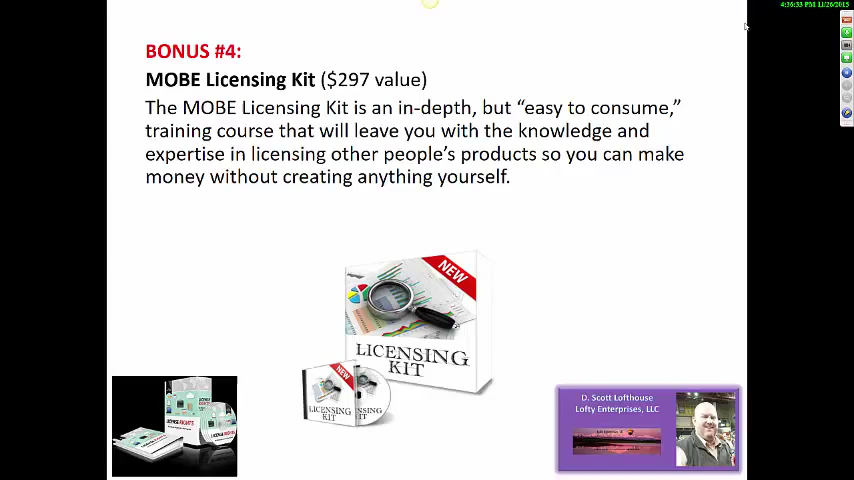 4:36:33 PM 11/26/2015
BONUS #4:
MOBE Licensing Kit ($297 value)
The MOBE Licensing Kit is an in-depth, but “easy to consume,”
training course that will leave you with the knowledge and
expertise in licensing other people’s products so you can make
money without creating anything yourself.
NEW
LICENSING
KIT
NEW
LICENSING
KIT
LICENSE RIGHTS
D. Scott Lofthouse
Lofty Enterprises, LLC